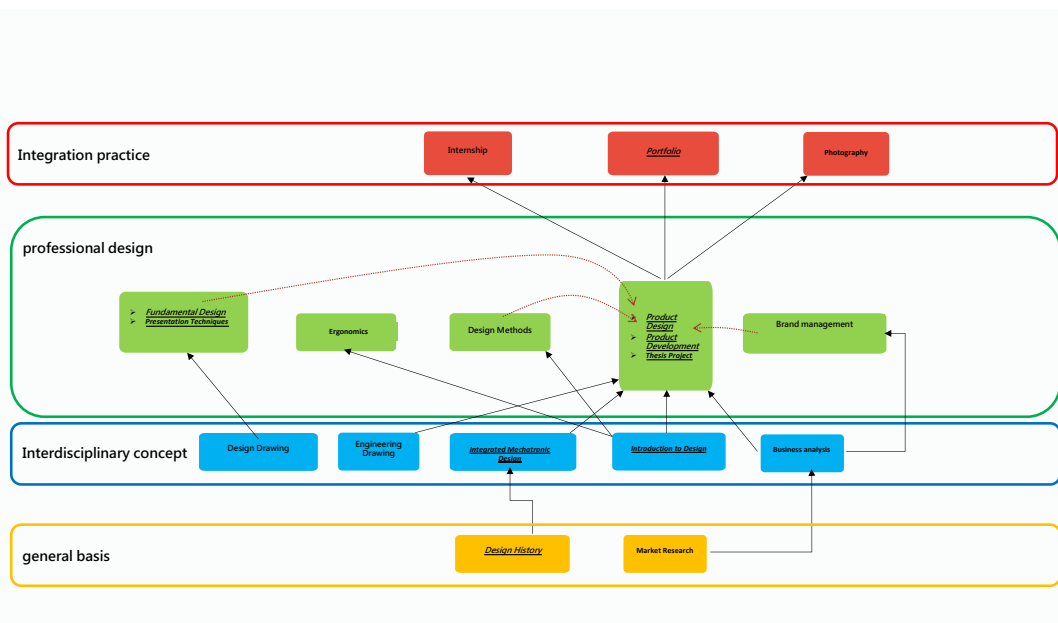 Integration practice
Internship
Portfolio
Photography
professional design
Fundamental Design
Presentation Techniques
Ergonomics
Design Methods
Product
Design
Product
Development
Thesis Project
Brand management
Interdisciplinary concept
Design Drawing
Engineering
Drawing
Integrated Mechatronic
Design
Introduction to Design
Business analysis
general basis
Design History
Market Research